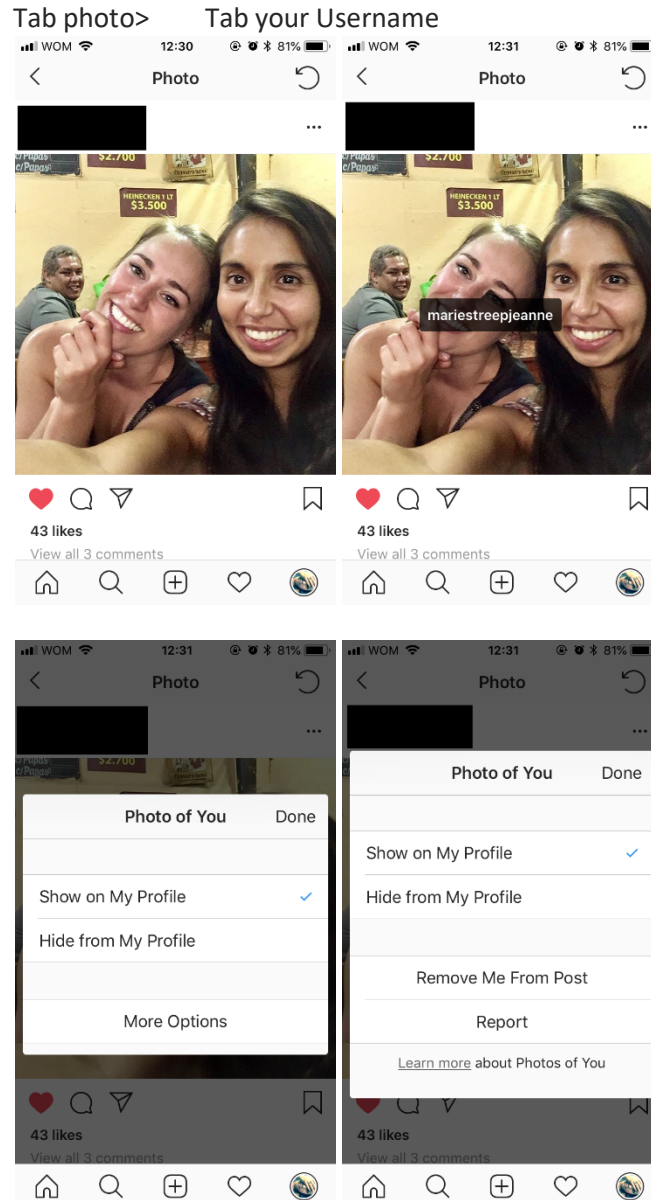 Tab photo> Tab your Username
WOM 12:30 81%
Photo
$2.700
c/Papas
HEINECKEN 1 LT
$3.500
43 likes
View all 3 comments
WOM 12:31 81%
Photo
$2.700
c/Papas
HEINECKEN 1 LT
$3.500
mariestreepjeanne
43 likes
View all 3 comments
WOM 12:31 81%
Photo
$2.700
c/Papas
Photo of You Done
Show on My Profile
Hide from My Profile
More Options
43 likes
View all 3 comments
WOM 12:31 81%
Photo
Photo of You Done
Show on My Profile
Hide from My Profile
Remove Me From Post
Report
Learn more about Photos of You
43 likes
View all 3 comments